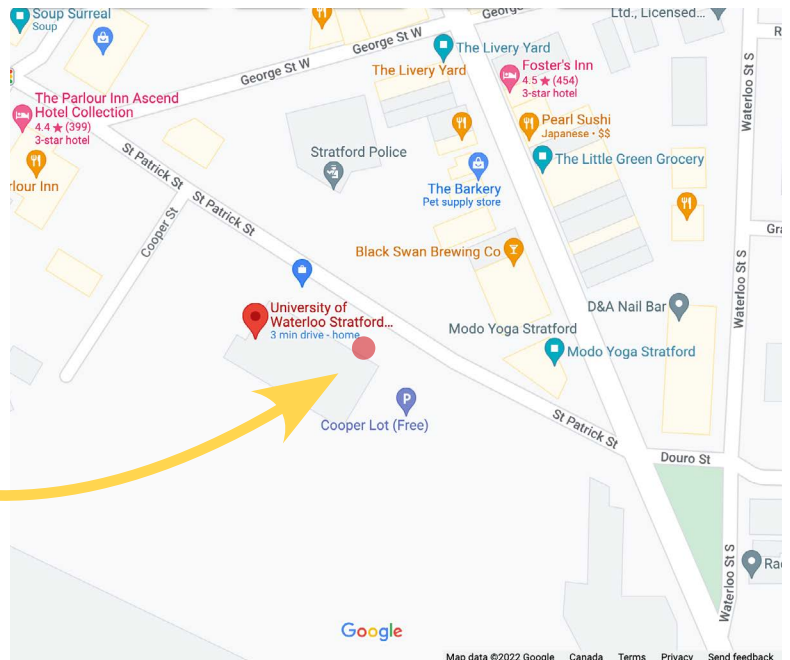 Soup Surreal
Soup
George
Ltd., Licensed...
R
George St W
George St W
The Livery Yard
The Livery Yard
Foster's Inn
4.5 ★ (454)
3-star hotel
Waterloo St S
The Parlour Inn Ascend
Hotel Collection
4.4 ★ (399)
3-star hotel
Pearl Sushi
Japanese · $$
St Patrick St
Stratford Police
The Little Green Grocery
rlour Inn
The Barkery
Pet supply store
St Patrick St
Cooper St
Gra
Black Swan Brewing Co
Waterloo St S
University of
Waterloo Stratford...
3 min drive - home
D&A Nail Bar
Modo Yoga Stratford
Modo Yoga Stratford
P
Cooper Lot (Free)
St Patrick St
Douro St
Waterloo St S
Ra
Google
Map data ©2022 Google Canada Terms Privacy Send feedback